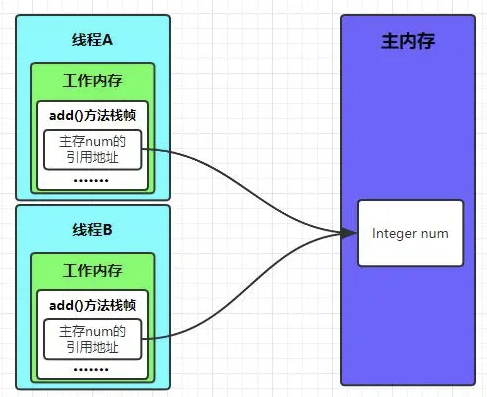 线程A
工作内存
add()方法栈帧
主存num的
引用地址
.......
线程B
工作内存
add()方法栈帧
主存num的
引用地址
.......
主内存
Integer num